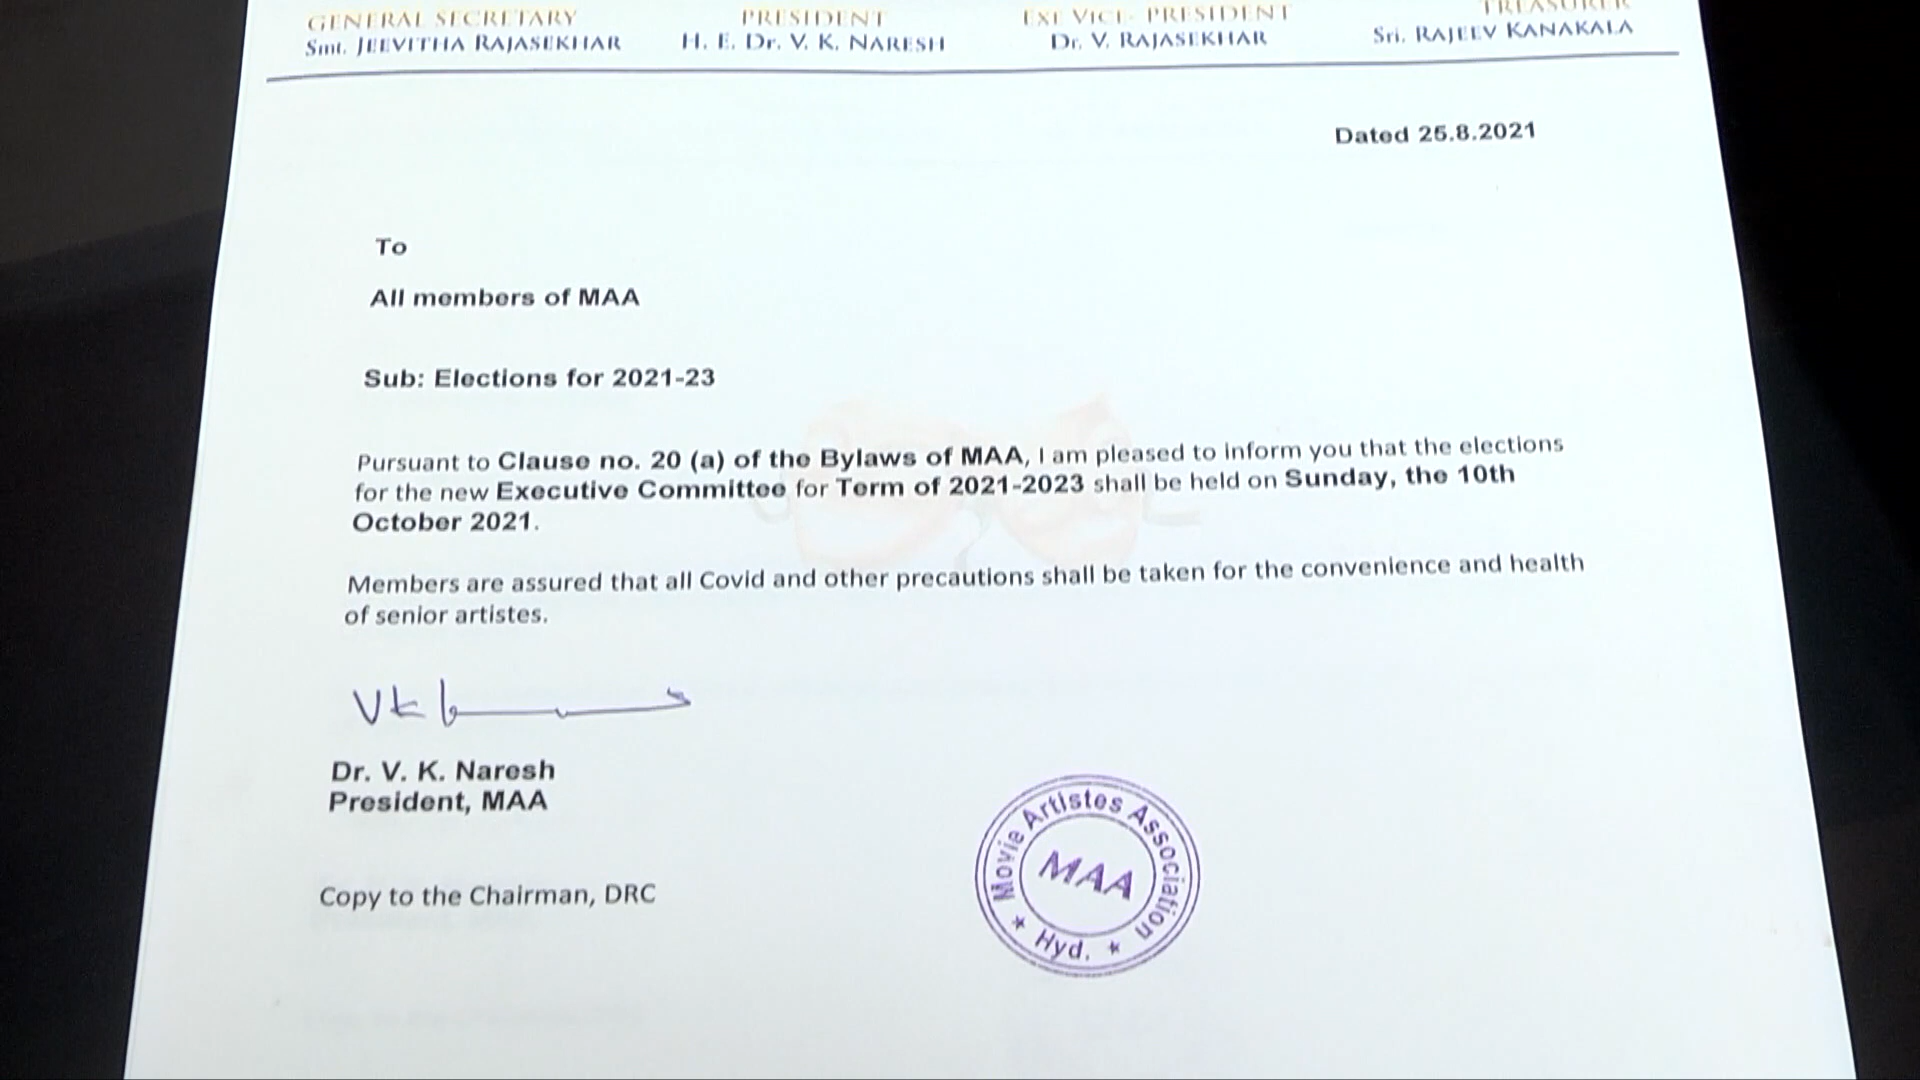 GENERAL SECRETARY PRESIDENT EXE VICE- PRESIDENT TREASURER
Smt. JEEVITHA RAJASEKHAR H. E. Dr. V. K. NARESH Dr. V. RAJASEKHAR Sri. RAJEEV KANAKALA
Dated 25.8.2021
To
All members of MAA
Sub: Elections for 2021-23
Pursuant to Clause no. 20 (a) of the Bylaws of MAA, I am pleased to inform you that the elections
for the new Executive Committee for Term of 2021-2023 shall be held on Sunday, the 10th
October 2021.
Members are assured that all Covid and other precautions shall be taken for the convenience and health
of senior artistes.
Dr. V. K. Naresh
President, MAA
Copy to the Chairman, DRC
Movie Artistes Association
MAA
★ Hyd. ★